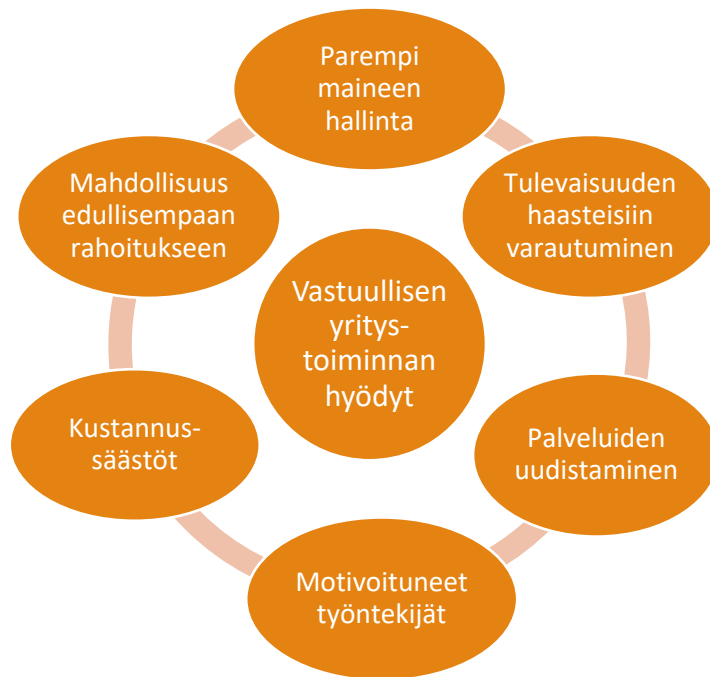 Parempi
maineen
hallinta
Tulevaisuuden
haasteisiin
varautuminen
Palveluiden
uudistaminen
Motivoituneet
työntekijät
Kustannus-
säästöt
Mahdollisuus
edullisempaan
rahoitukseen
Vastuullisen
yritys-
toiminnan
hyödyt